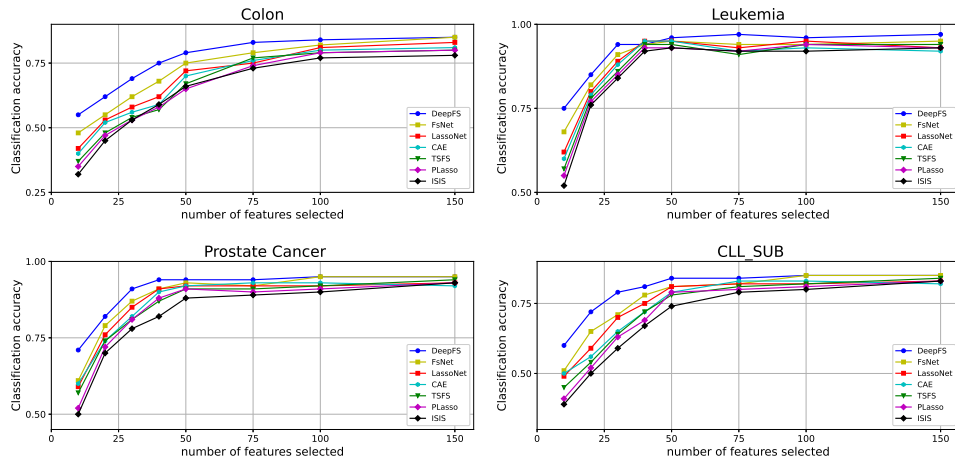 Colon
Classification accuracy
0.75
0.50
0.25
0
25
50
75
100
125
150
number of features selected
DeepFS
FsNet
LassoNet
CAE
TSFS
PLasso
ISIS
Leukemia
Classification accuracy
1.00
0.75
0.50
0
25
50
75
100
125
150
number of features selected
DeepFS
FsNet
LassoNet
CAE
TSFS
PLasso
ISIS
Prostate Cancer
Classification accuracy
1.00
0.75
0.50
0
25
50
75
100
125
150
number of features selected
DeepFS
FsNet
LassoNet
CAE
TSFS
PLasso
ISIS
CLL_SUB
Classification accuracy
0.75
0.50
0
25
50
75
100
125
150
number of features selected
DeepFS
FsNet
LassoNet
CAE
TSFS
PLasso
ISIS